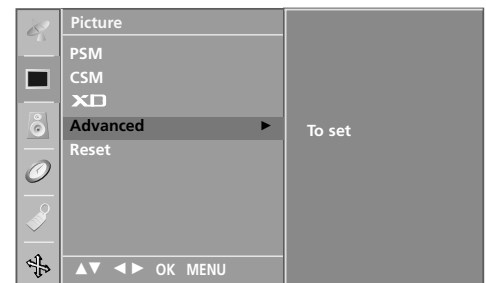 Picture
PSM
CSM
XD
Advanced ►
To set
Reset
▲▼ ◄► OK MENU